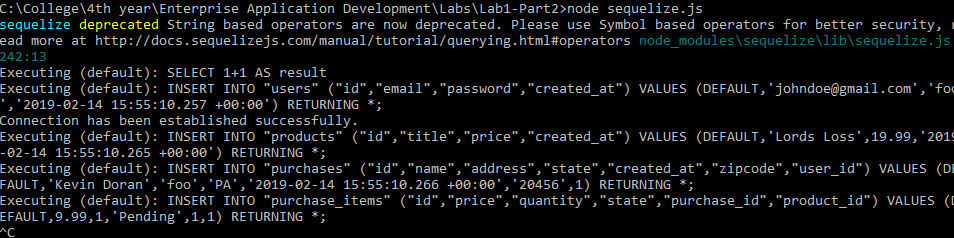 C:\College\4th year\Enterprise Application Development\Labs\Lab1-Part2>node sequelize.js
sequelize deprecated String based operators are now deprecated. Please use Symbol based operators for better security, r
ead more at http://docs.sequelizejs.com/manual/tutorial/querying.html#operators node_modules\sequelize\lib\sequelize.js
242:13
Executing (default): SELECT 1+1 AS result
Executing (default): INSERT INTO "users" ("id","email","password","created_at") VALUES (DEFAULT,'johndoe@gmail.com','foo
','2019-02-14 15:55:10.257 +00:00') RETURNING *;
Connection has been established successfully.
Executing (default): INSERT INTO "products" ("id","title","price","created_at") VALUES (DEFAULT,'Lords Loss',19.99,'2019
-02-14 15:55:10.265 +00:00') RETURNING *;
Executing (default): INSERT INTO "purchases" ("id","name","address","state","created_at","zipcode","user_id") VALUES (DE
FAULT,'Kevin Doran','foo','PA','2019-02-14 15:55:10.266 +00:00','20456',1) RETURNING *;
Executing (default): INSERT INTO "purchase_items" ("id","price","quantity","state","purchase_id","product_id") VALUES (D
EFAULT,9.99,1,'Pending',1,1) RETURNING *;
^C